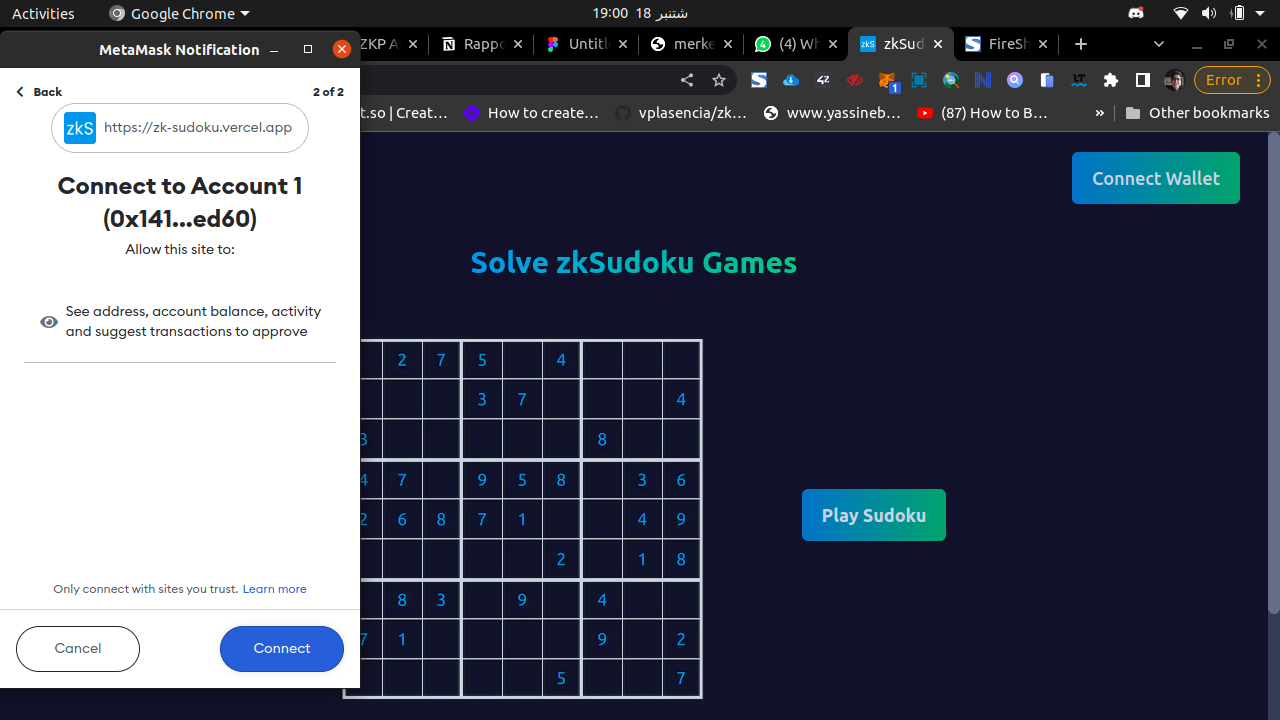 Activities
Google Chrome
19:00 18 شتنبر
MetaMask Notification
ZKP A
Rappo
Untitl
merke
(4) Wh
zkSud
FireSh
Error
1
t.so | Creat…
How to create…
vplasencia/zk…
www.yassineb…
(87) How to B…
»
Other bookmarks
Back
2 of 2
zkS
https://zk-sudoku.vercel.app
Connect to Account 1
(0x141...ed60)
Allow this site to:
See address, account balance, activity
and suggest transactions to approve
Only connect with sites you trust. Learn more
Cancel
Connect
Connect Wallet
Solve zkSudoku Games
2 7 5 4
3 7 4
3 8
4 7 9 5 8 3 6
2 6 8 7 1 4 9
2 1 8
8 3 9 4
7 1 9 2
5 7
Play Sudoku